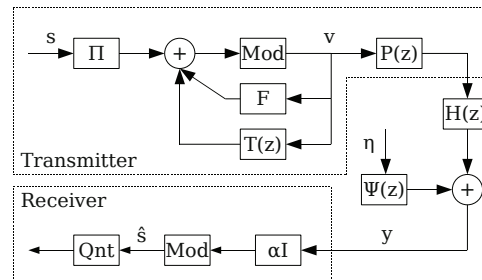 s
Π
+
Mod
v
P(z)
F
T(z)
H(z)
Transmitter
η
Ψ(z)
+
Receiver
y
αI
Mod
ŝ
Qnt